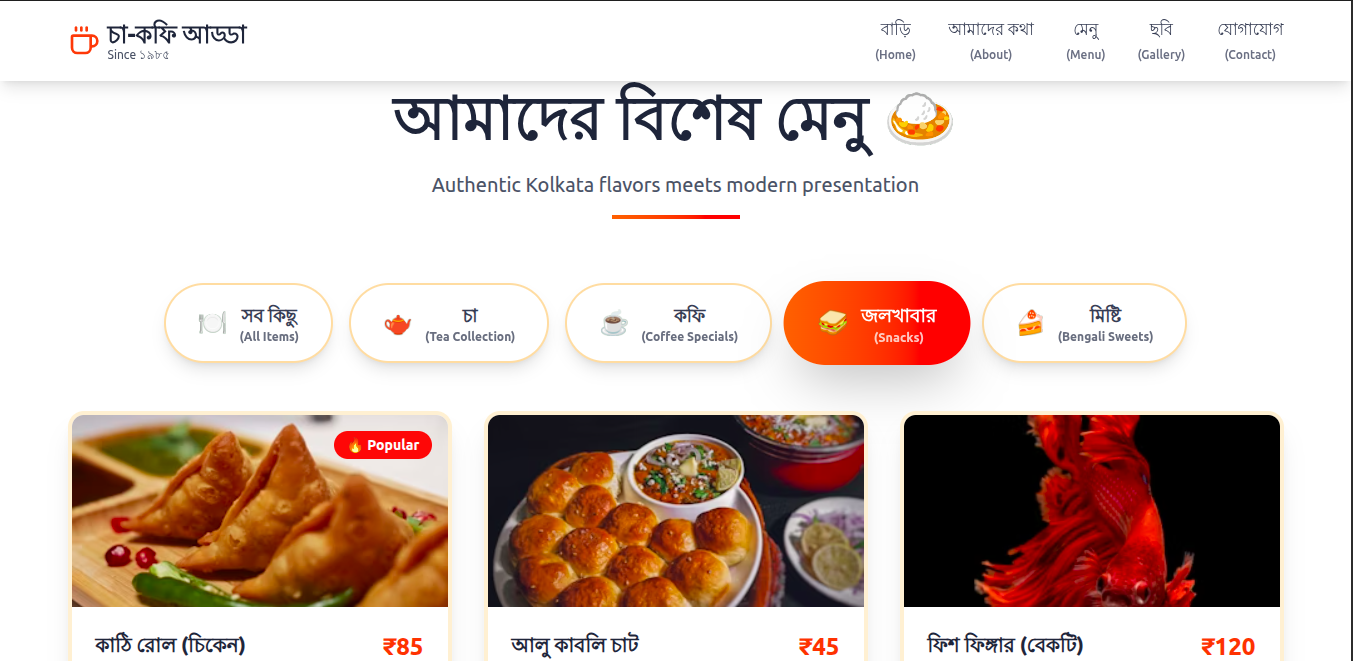 চা-কফি আড্ডা
Since ১৯৮৫
বাড়ি
(Home)
আমাদের কথা
(About)
মেনু
(Menu)
ছবি
(Gallery)
যোগাযোগ
(Contact)
আমাদের বিশেষ মেনু
Authentic Kolkata flavors meets modern presentation
সব কিছু
(All Items)
চা
(Tea Collection)
কফি
(Coffee Specials)
জলখাবার
(Snacks)
মিষ্টি
(Bengali Sweets)
Popular
কাঠি রোল (চিকেন) ₹85
আলু কাবলি চাট ₹45
ফিশ ফিঙ্গার (বেকটি) ₹120